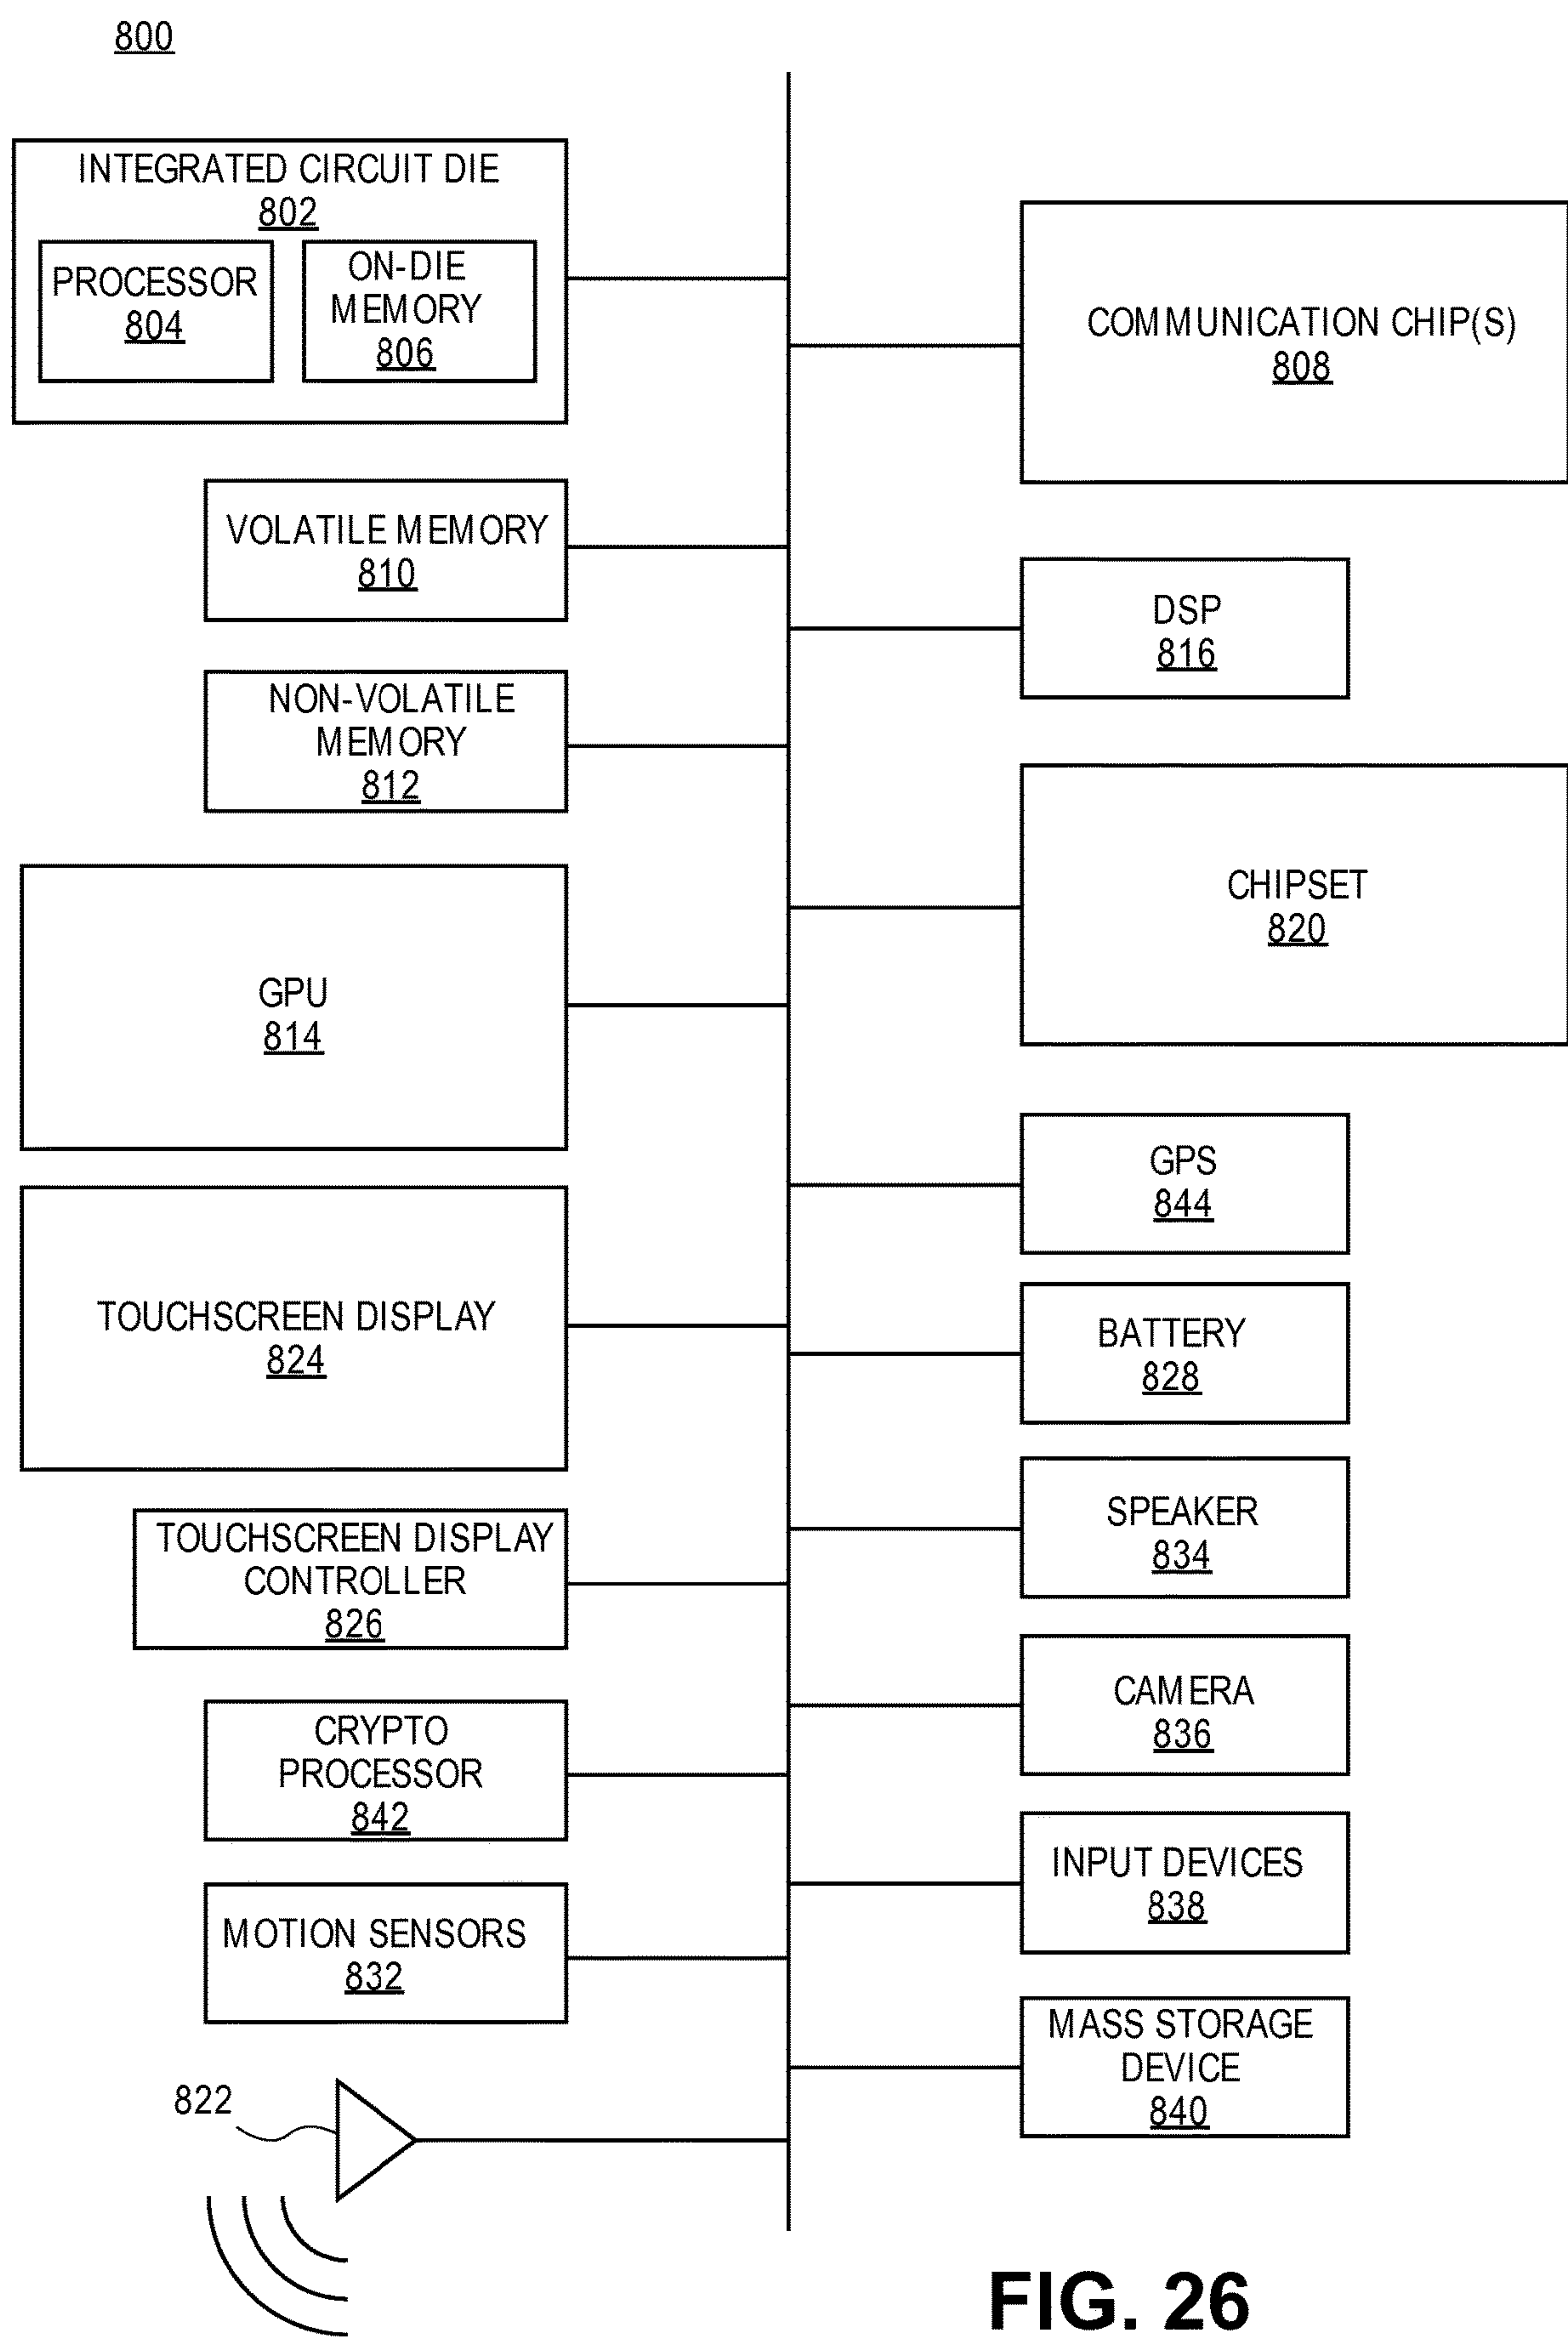 800
INTEGRATED CIRCUIT DIE
802
PROCESSOR
804
ON-DIE
MEMORY
806
COMMUNICATION CHIP(S)
808
VOLATILE MEMORY
810
DSP
816
NON-VOLATILE
MEMORY
812
CHIPSET
820
GPU
814
GPS
844
TOUCHSCREEN DISPLAY
824
BATTERY
828
SPEAKER
834
TOUCHSCREEN DISPLAY
CONTROLLER
826
CAMERA
836
CRYPTO
PROCESSOR
842
INPUT DEVICES
838
MOTION SENSORS
832
MASS STORAGE
DEVICE
840
822
FIG. 26